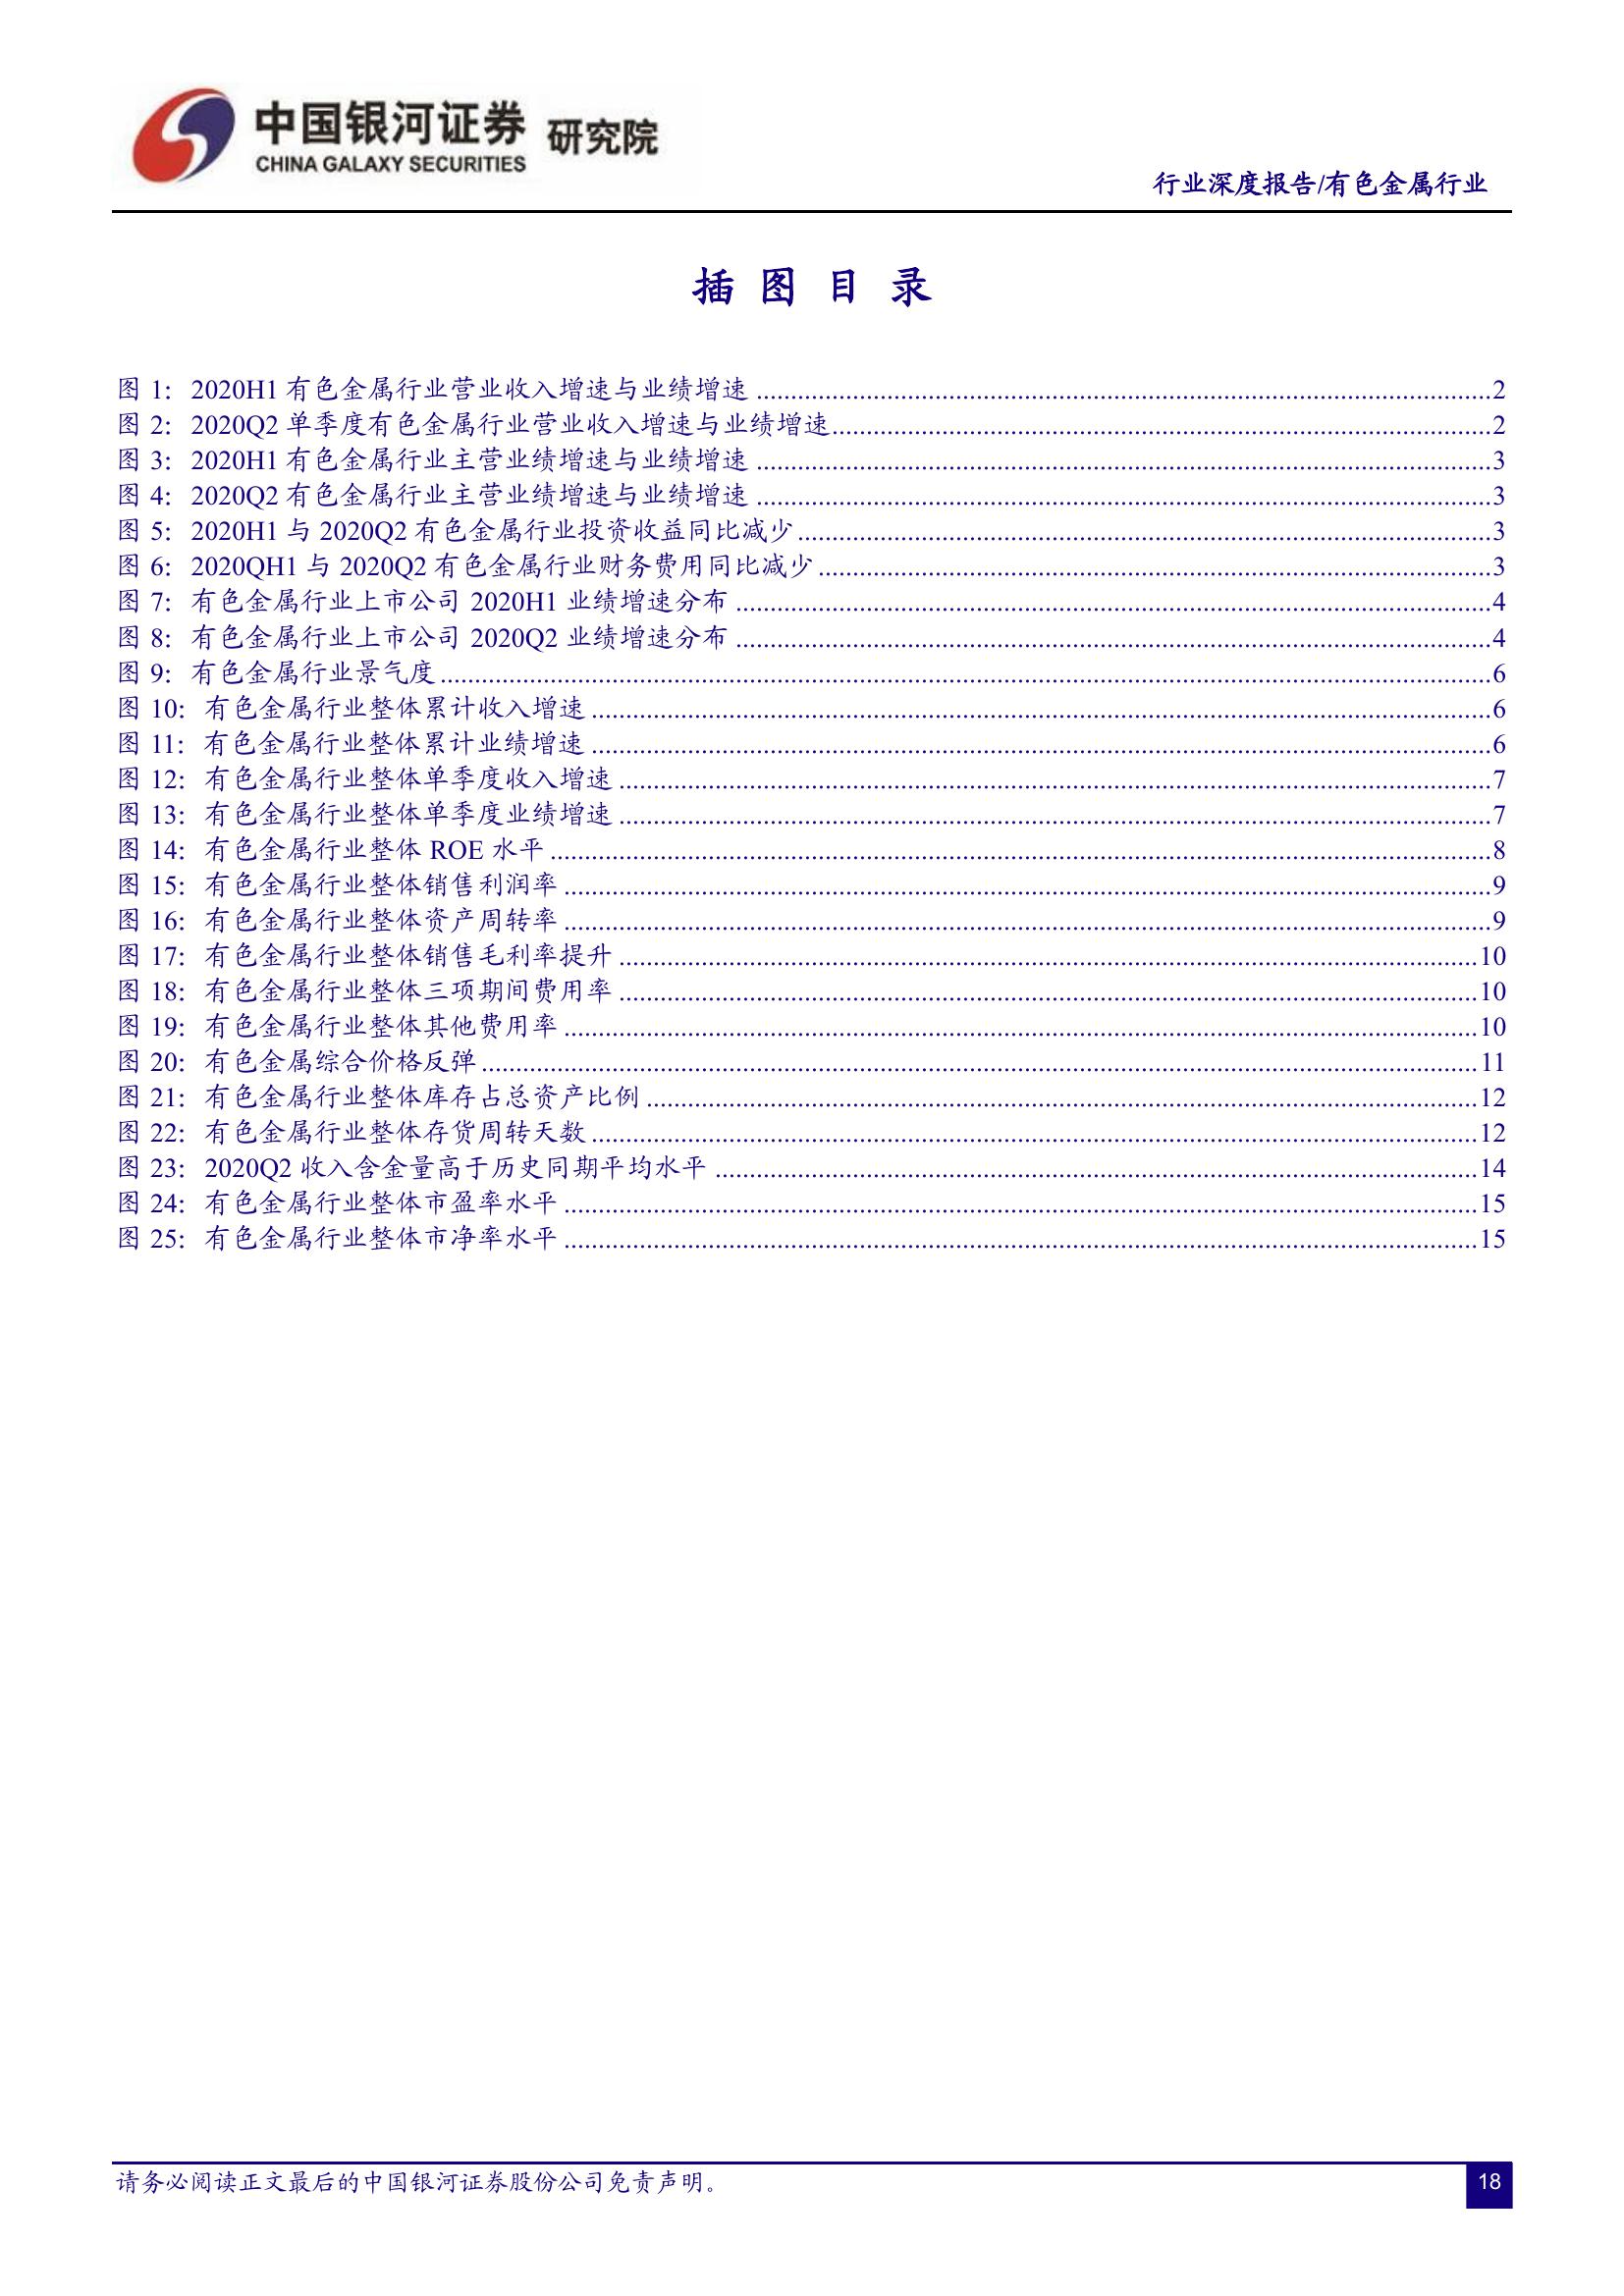 中国银河证券 研究院
CHINA GALAXY SECURITIES
行业深度报告/有色金属行业
插 图 目 录
图 1: 2020H1 有色金属行业营业收入增速与业绩增速 ........ 2
图 2: 2020Q2 单季度有色金属行业营业收入增速与业绩增速 ........ 2
图 3: 2020H1 有色金属行业主营业绩增速与业绩增速 ........ 3
图 4: 2020Q2 有色金属行业主营业绩增速与业绩增速 ........ 3
图 5: 2020H1 与 2020Q2 有色金属行业投资收益同比减少 ........ 3
图 6: 2020QH1 与 2020Q2 有色金属行业财务费用同比减少 ........ 3
图 7: 有色金属行业上市公司 2020H1 业绩增速分布 ........ 4
图 8: 有色金属行业上市公司 2020Q2 业绩增速分布 ........ 4
图 9: 有色金属行业景气度 ........ 6
图 10: 有色金属行业整体累计收入增速 ........ 6
图 11: 有色金属行业整体累计业绩增速 ........ 6
图 12: 有色金属行业整体单季度收入增速 ........ 7
图 13: 有色金属行业整体单季度业绩增速 ........ 7
图 14: 有色金属行业整体 ROE 水平 ........ 8
图 15: 有色金属行业整体销售利润率 ........ 9
图 16: 有色金属行业整体资产周转率 ........ 9
图 17: 有色金属行业整体销售毛利率提升 ........ 10
图 18: 有色金属行业整体三项期间费用率 ........ 10
图 19: 有色金属行业整体其他费用率 ........ 10
图 20: 有色金属综合价格反弹 ........ 11
图 21: 有色金属行业整体库存占总资产比例 ........ 12
图 22: 有色金属行业整体存货周转天数 ........ 12
图 23: 2020Q2 收入含金量高于历史同期平均水平 ........ 14
图 24: 有色金属行业整体市盈率水平 ........ 15
图 25: 有色金属行业整体市净率水平 ........ 15
请务必阅读正文最后的中国银河证券股份公司免责声明。
18